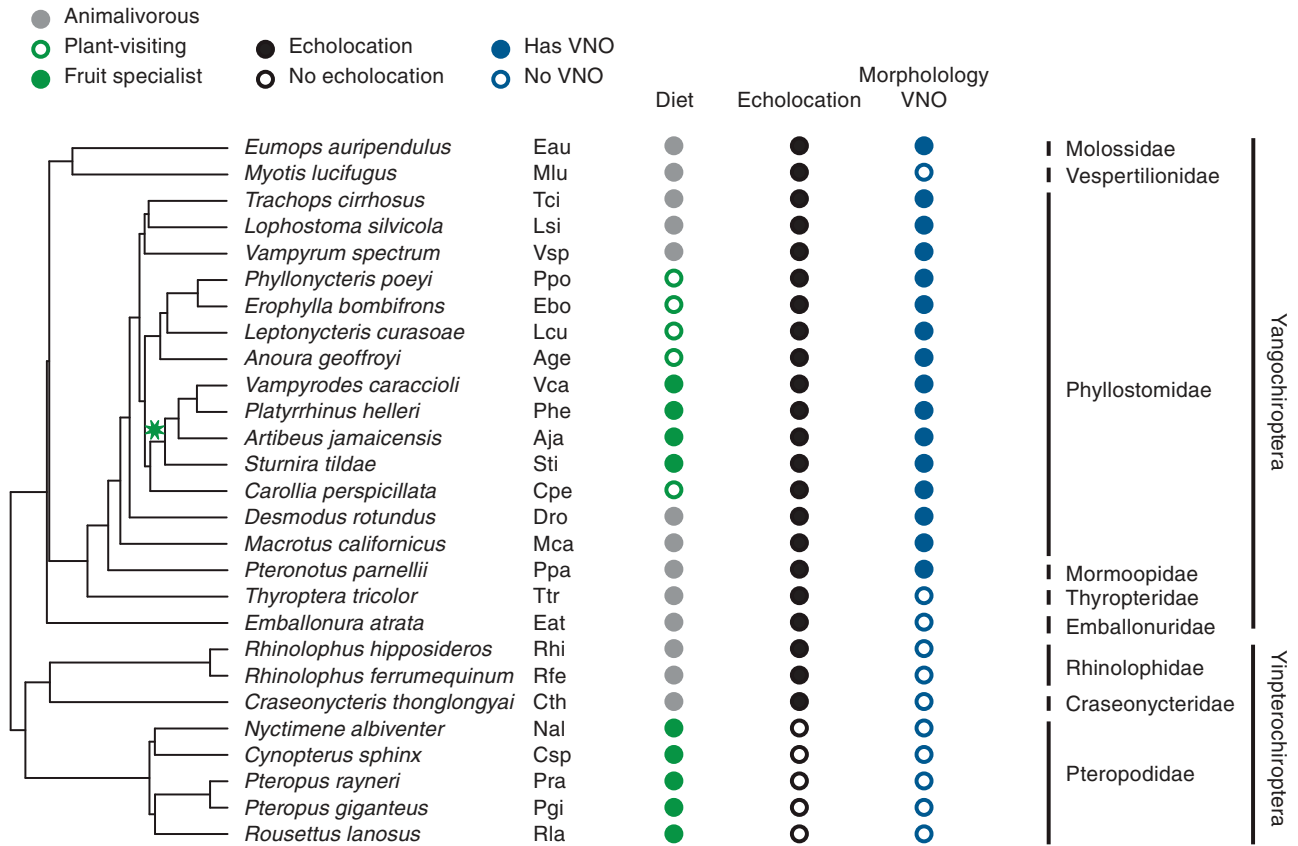 Animalivorous
Plant-visiting
Fruit specialist
Echolocation
No echolocation
Has VNO
No VNO
Diet
Echolocation
Morpholology
VNO
Eumops auripendulus Eau
Myotis lucifugus Mlu
Trachops cirrhosus Tci
Lophostoma silvicola Lsi
Vampyrum spectrum Vsp
Phyllonycteris poeyi Ppo
Erophylla bombifrons Ebo
Leptonycteris curasoae Lcu
Anoura geoffroyi Age
Vampyrodes caraccioli Vca
Platyrrhinus helleri Phe
Artibeus jamaicensis Aja
Sturnira tildae Sti
Carollia perspicillata Cpe
Desmodus rotundus Dro
Macrotus californicus Mca
Pteronotus parnellii Ppa
Thyroptera tricolor Ttr
Emballonura atrata Eat
Rhinolophus hipposideros Rhi
Rhinolophus ferrumequinum Rfe
Craseonycteris thonglongyai Cth
Nyctimene albiventer Nal
Cynopterus sphinx Csp
Pteropus rayneri Pra
Pteropus giganteus Pgi
Rousettus lanosus Rla
Molossidae
Vespertilionidae
Phyllostomidae
Mormoopidae
Thyropteridae
Emballonuridae
Rhinolophidae
Craseonycteridae
Pteropodidae
Yangochiroptera
Yinpterochiroptera